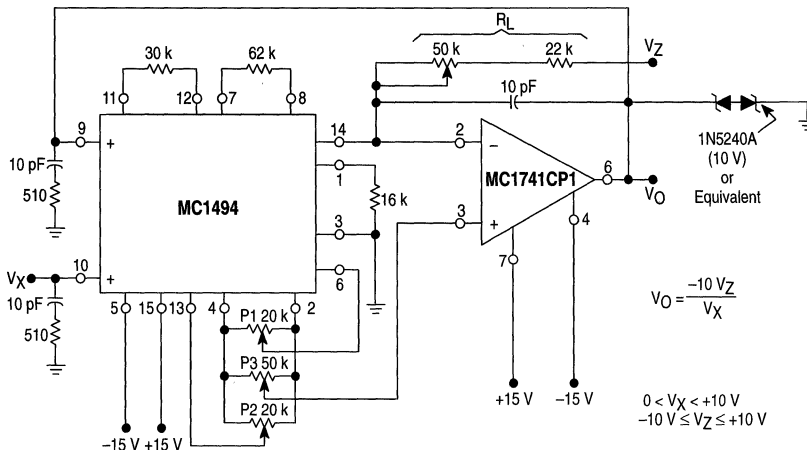 R_L
30 k
62 k
50 k
22 k
V_Z
10 pF
11
12
7
8
9
+
14
2
–
6
10 pF
1
1N5240A
(10 V)
or
Equivalent
510
MC1494
16 k
MC1741CP1
V_O
3
3
+
4
V_X
10
+
6
7
10 pF
5
15
13
4
2
510
P1 20 k
P3 50 k
P2 20 k
V_O = –10 V_Z / V_X
–15 V
+15 V
+15 V
–15 V
0 < V_X < +10 V
–10 V ≤ V_Z ≤ +10 V